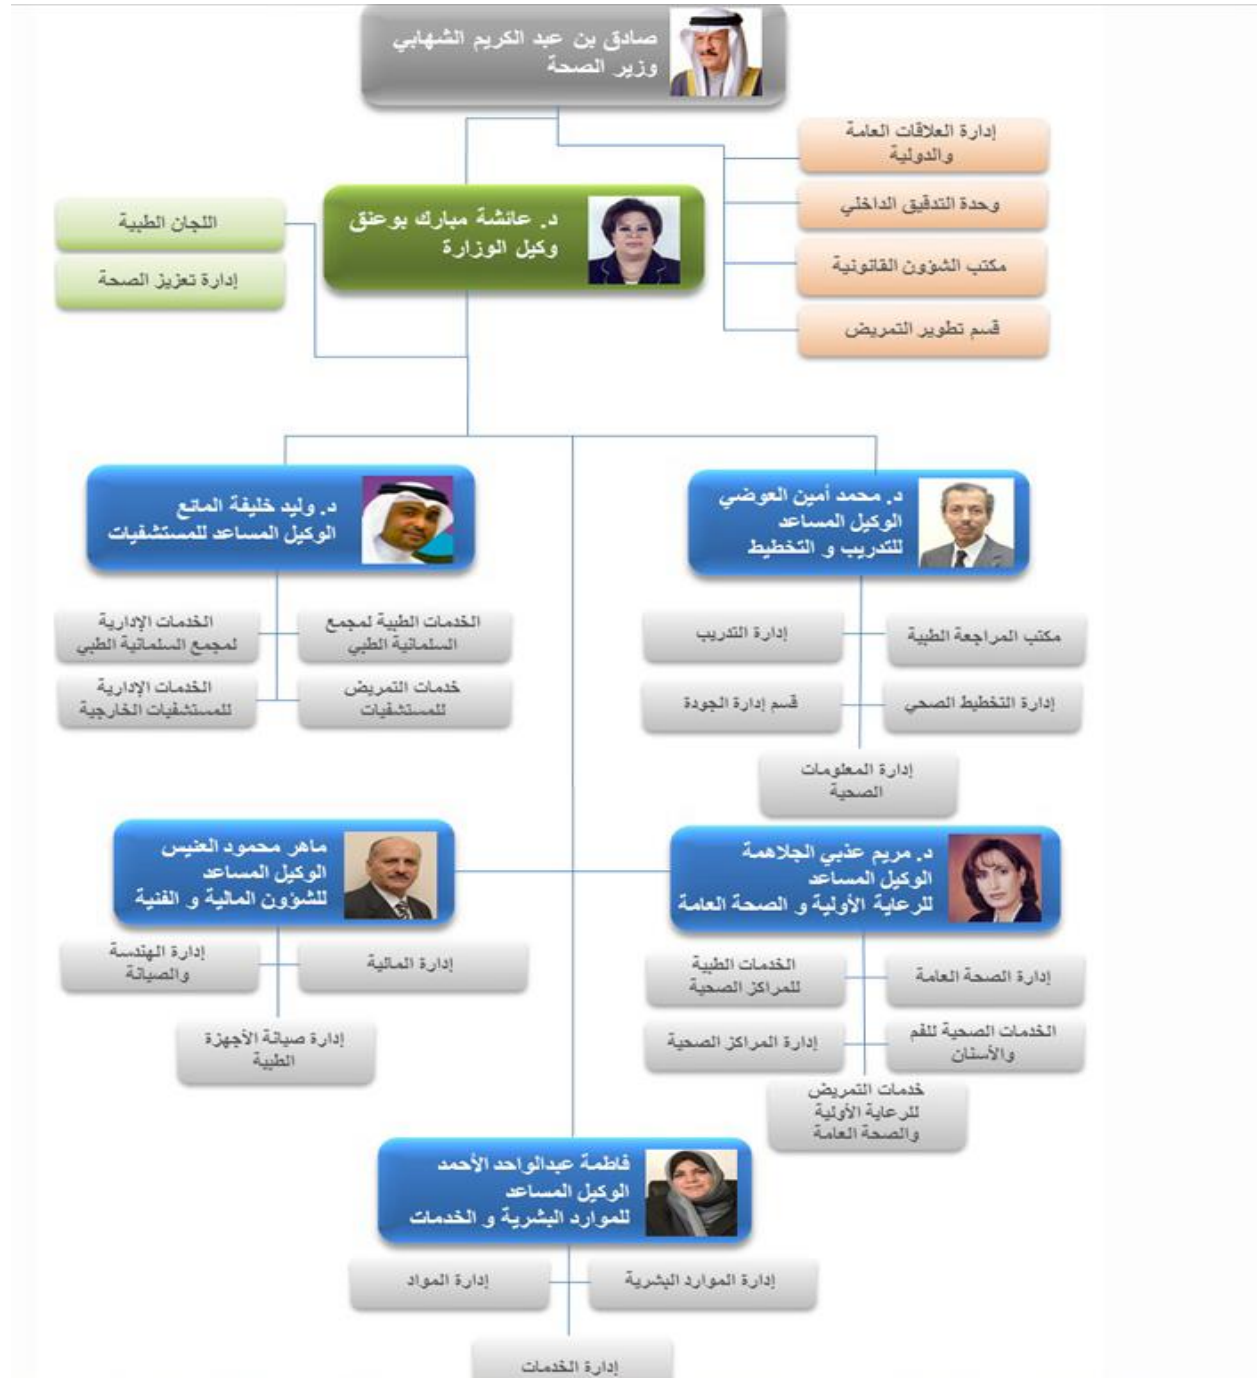 صادق بن عبد الكريم الشهابي
وزير الصحة
إدارة العلاقات العامة
والدولية
وحدة التدقيق الداخلي
مكتب الشؤون القانونية
قسم تطوير التمريض
د. عائشة مبارك بوعنق
وكيل الوزارة
اللجان الطبية
إدارة تعزيز الصحة
د. محمد أمين العوضي
الوكيل المساعد
للتدريب و التخطيط
مكتب المراجعة الطبية
إدارة التدريب
إدارة التخطيط الصحي
قسم إدارة الجودة
إدارة المعلومات
الصحية
د. وليد خليفة المانع
الوكيل المساعد للمستشفيات
الخدمات الطبية لمجمع
السلمانية الطبي
الخدمات الإدارية
لمجمع السلمانية الطبي
خدمات التمريض
للمستشفيات
الخدمات الإدارية
للمستشفيات الخارجية
د. مريم عذبي الجلاهمة
الوكيل المساعد
للرعاية الأولية و الصحة العامة
إدارة الصحة العامة
الخدمات الطبية
للمراكز الصحية
الخدمات الصحية للفم
والأسنان
إدارة المراكز الصحية
خدمات التمريض
للرعاية الأولية
والصحة العامة
ماهر محمود العنيس
الوكيل المساعد
للشؤون المالية و الفنية
إدارة المالية
إدارة الهندسة
والصيانة
إدارة صيانة الأجهزة
الطبية
فاطمة عبدالواحد الأحمد
الوكيل المساعد
للموارد البشرية و الخدمات
إدارة الموارد البشرية
إدارة المواد
إدارة الخدمات